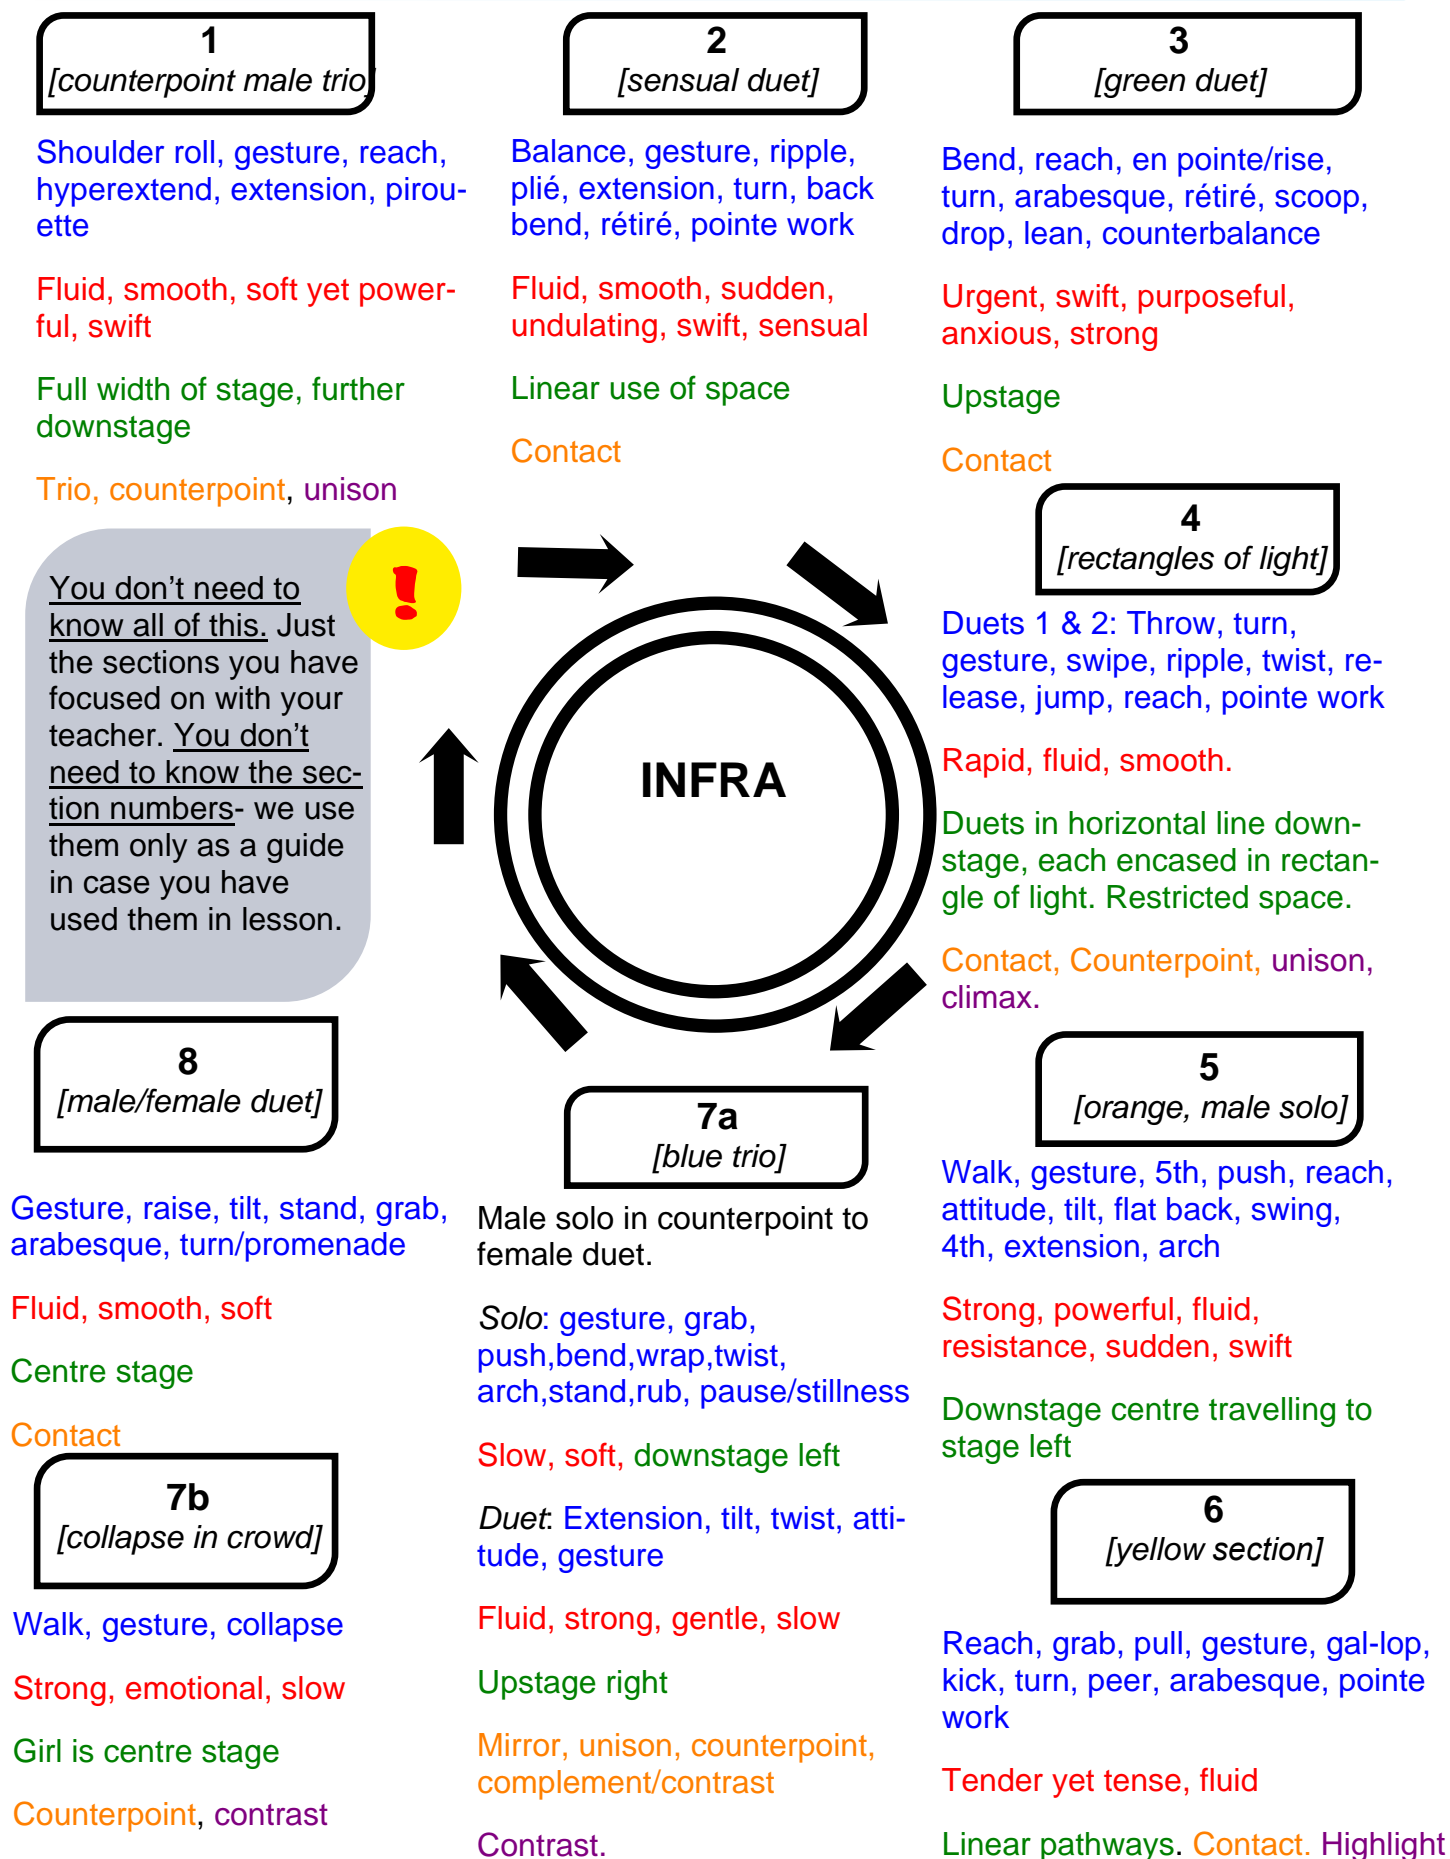 1
[counterpoint male trio]
Shoulder roll, gesture, reach,
hyperextend, extension, pirou-
ette
Fluid, smooth, soft yet power-
ful, swift
Full width of stage, further
downstage
Trio, counterpoint, unison
2
[sensual duet]
Balance, gesture, ripple,
plié, extension, turn, back
bend, rétiré, pointe work
Fluid, smooth, sudden,
undulating, swift, sensual
Linear use of space
Contact
3
[green duet]
Bend, reach, en pointe/rise,
turn, arabesque, rétiré, scoop,
drop, lean, counterbalance
Urgent, swift, purposeful,
anxious, strong
Upstage
Contact
You don't need to
know all of this. Just
the sections you have
focused on with your
teacher. You don't
need to know the sec-
tion numbers- we use
them only as a guide
in case you have
used them in lesson.
!
INFRA
4
[rectangles of light]
Duets 1 & 2: Throw, turn,
gesture, swipe, ripple, twist, re-
lease, jump, reach, pointe work
Rapid, fluid, smooth.
Duets in horizontal line down-
stage, each encased in rectan-
gle of light. Restricted space.
Contact, Counterpoint, unison,
climax.
5
[orange, male solo]
Walk, gesture, 5th, push, reach,
attitude, tilt, flat back, swing,
4th, extension, arch
Strong, powerful, fluid,
resistance, sudden, swift
Downstage centre travelling to
stage left
6
[yellow section]
Reach, grab, pull, gesture, gal-lop,
kick, turn, peer, arabesque, pointe
work
Tender yet tense, fluid
Linear pathways. Contact. Highlight
7a
[blue trio]
Male solo in counterpoint to
female duet.
Solo: gesture, grab,
push,bend,wrap,twist,
arch,stand,rub, pause/stillness
Slow, soft, downstage left
Duet: Extension, tilt, twist, atti-
tude, gesture
Fluid, strong, gentle, slow
Upstage right
Mirror, unison, counterpoint,
complement/contrast
Contrast.
8
[male/female duet]
Gesture, raise, tilt, stand, grab,
arabesque, turn/promenade
Fluid, smooth, soft
Centre stage
Contact
7b
[collapse in crowd]
Walk, gesture, collapse
Strong, emotional, slow
Girl is centre stage
Counterpoint, contrast